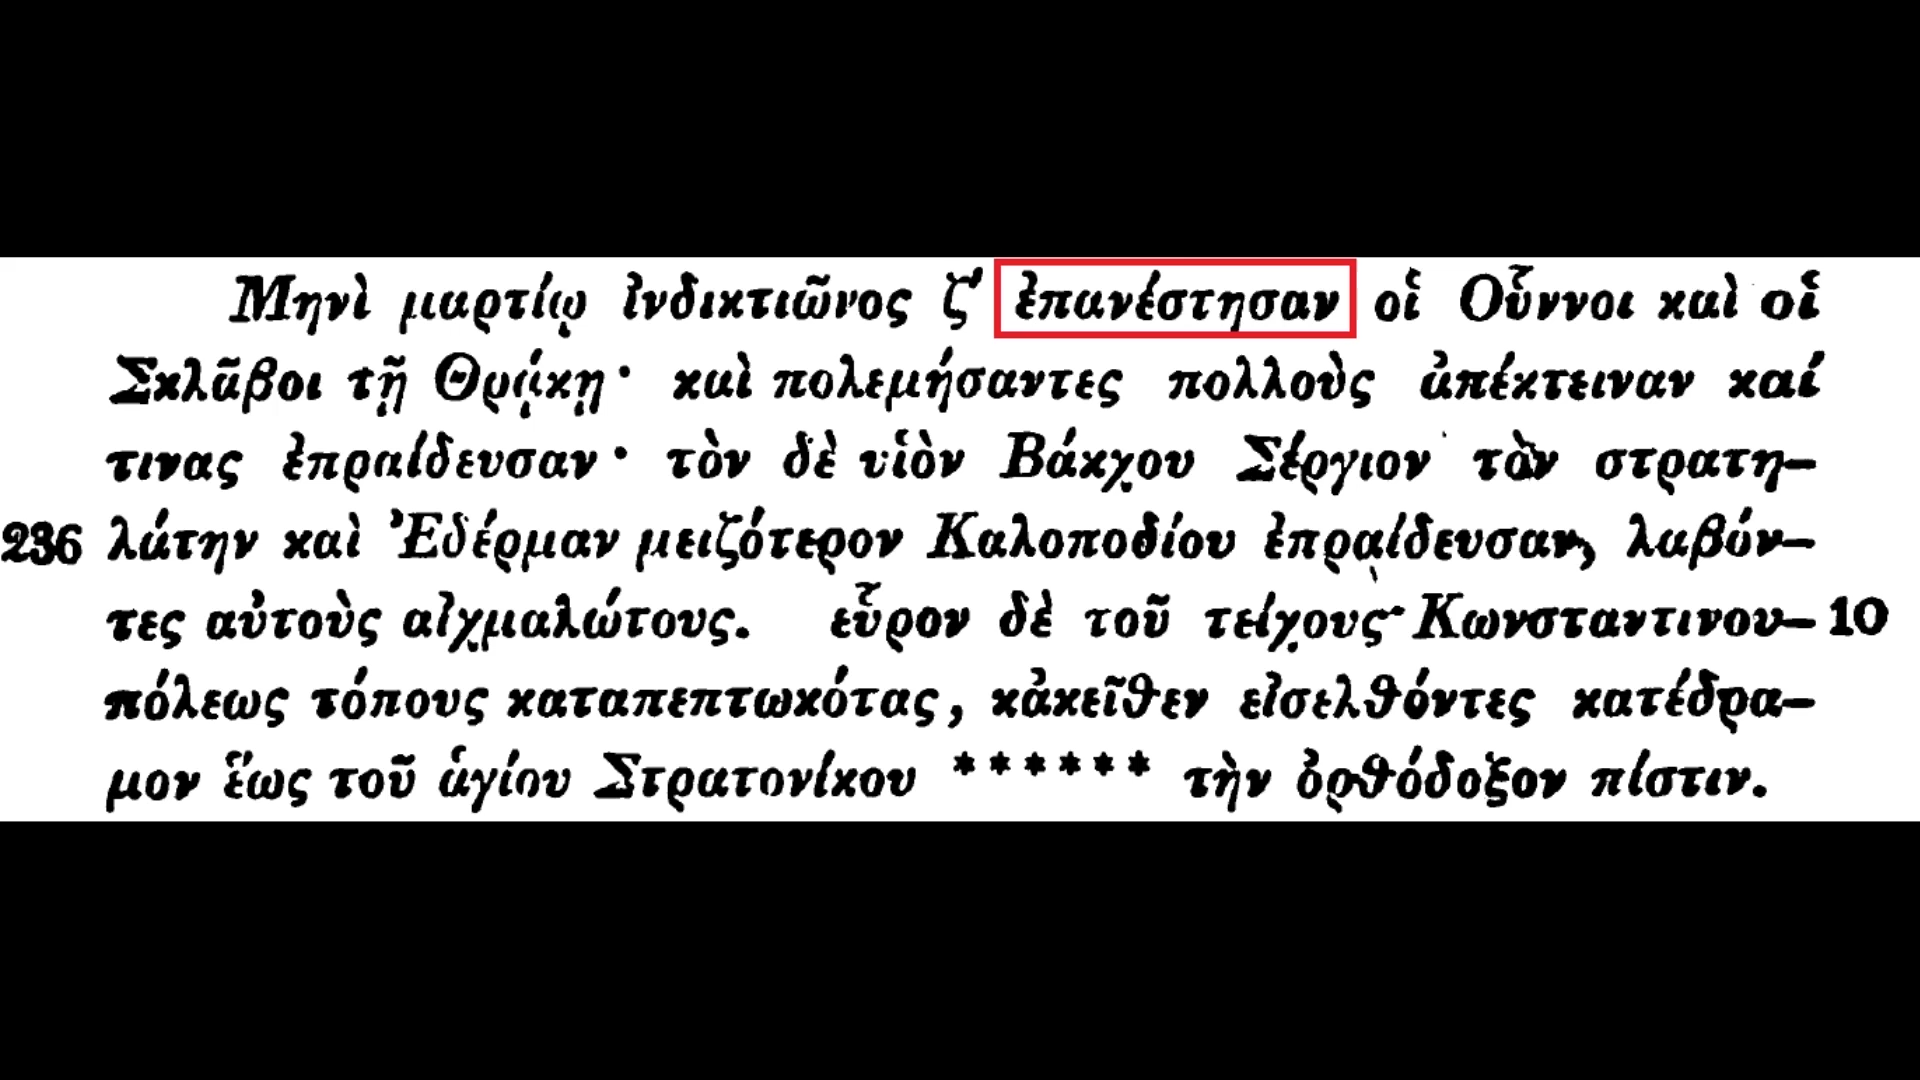 Μηνὶ μαρτίῳ ἰνδικτιῶνος ζ' ἐπανέστησαν οἱ Οὗννοι καὶ οἱ
Σκλᾶβοι τῇ Θρᾴκῃ· καὶ πολεμήσαντες πολλοὺς ἀπέκτειναν καί
τινας ἐπραίδευσαν· τὸν δὲ υἱὸν Βάκχου Σέργιον τὸν στρατη-
236 λάτην καὶ Ἐδέρμαν μειζότερον Καλοποδίου ἐπραίδευσαν, λαβόν-
τες αὐτοὺς αἰχμαλώτους. εὗρον δὲ τοῦ τείχους Κωνσταντινου- 10
πόλεως τόπους καταπεπτωκότας, κἀκεῖθεν εἰσελθόντες κατέδρα-
μον ἕως τοῦ ἁγίου Στρατονίκου ****** τὴν ὀρθόδοξον πίστιν.